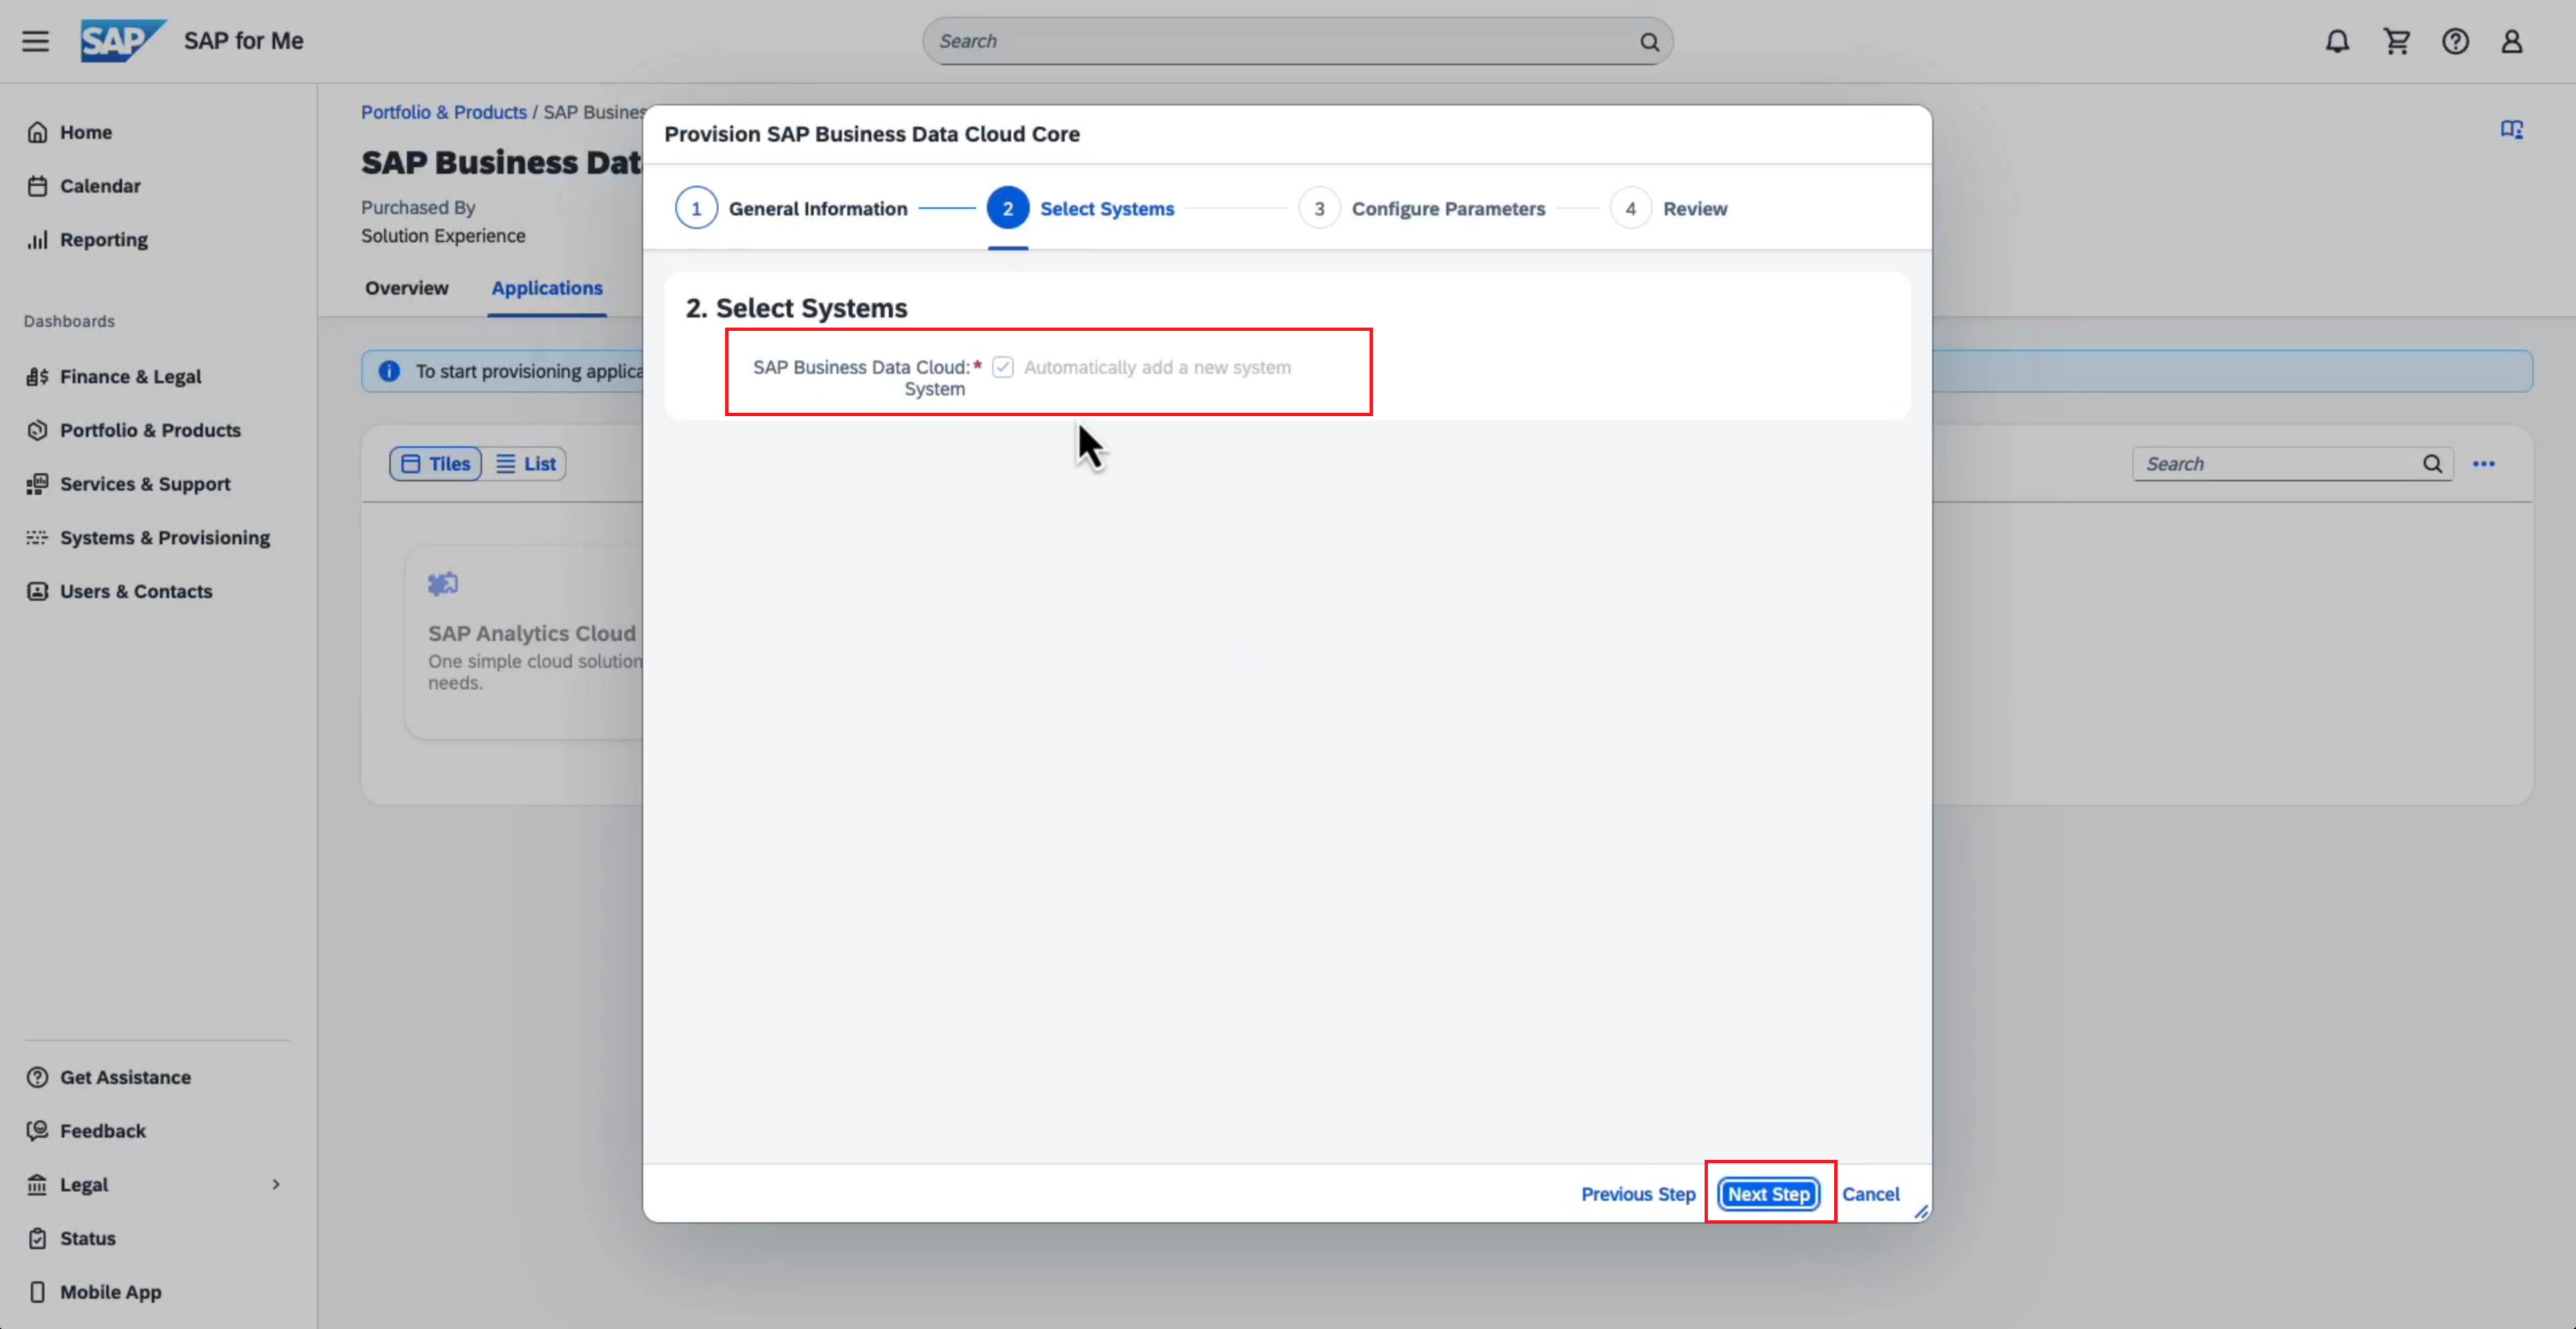 SAP SAP for Me
Search
Home
Calendar
Reporting
Dashboards
Finance & Legal
Portfolio & Products
Services & Support
Systems & Provisioning
Users & Contacts
Get Assistance
Feedback
Legal
Status
Mobile App
Portfolio & Products / SAP Busines
SAP Business Dat
Purchased By
Solution Experience
Overview Applications
To start provisioning applica
Tiles List
Search
SAP Analytics Cloud
One simple cloud solution
needs.
Provision SAP Business Data Cloud Core
1 General Information 2 Select Systems 3 Configure Parameters 4 Review
2. Select Systems
SAP Business Data Cloud:* Automatically add a new system
System
Previous Step Next Step Cancel